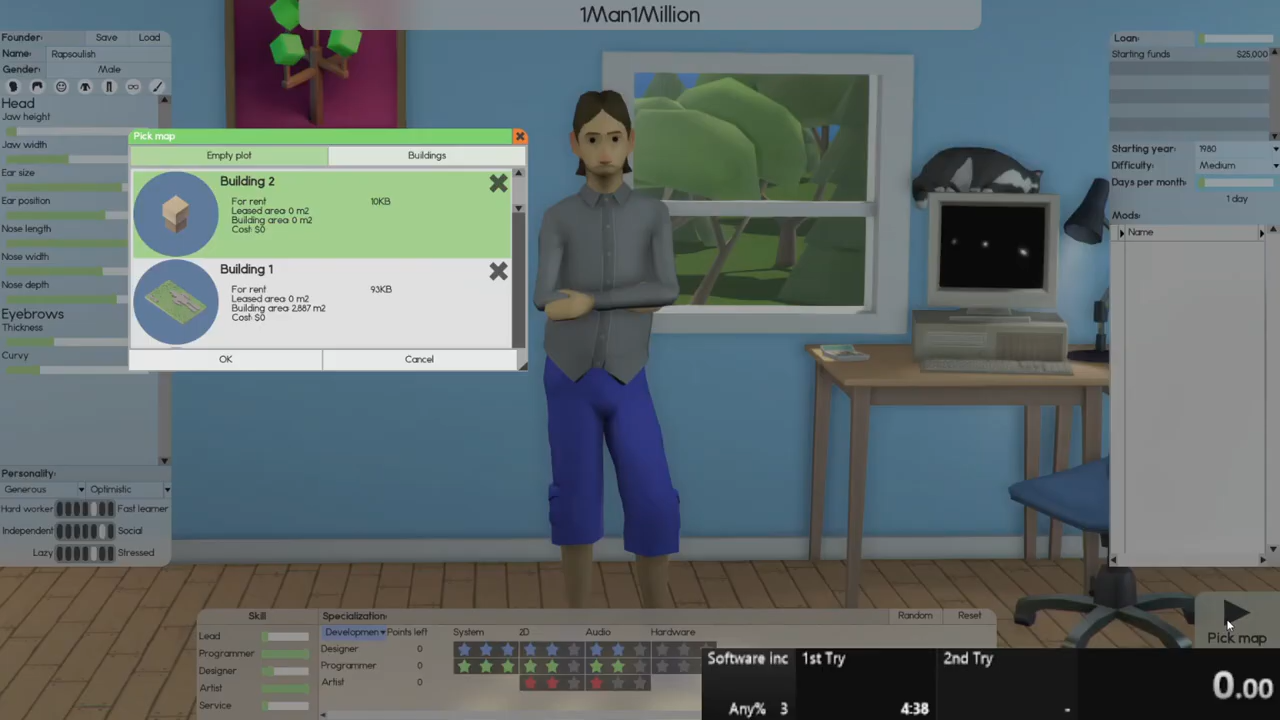 1Man1Million
Founder:
Save
Load
Name:
Rapsoulish
Gender:
Male
Head
Jaw height
Jaw width
Ear size
Ear position
Nose length
Nose width
Nose depth
Eyebrows
Thickness
Curvy
Personality:
Generous
Optimistic
Hard worker
Fast learner
Independent
Social
Lazy
Stressed
Pick map
Empty plot
Buildings
Building 2
For rent
10KB
Leased area: 0 m2
Building area: 0 m2
Cost: $0
Building 1
For rent
93KB
Leased area: 0 m2
Building area: 2,887 m2
Cost: $0
OK
Cancel
Loan:
Starting funds
$25,000
Starting year:
1980
Difficulty:
Medium
Days per month:
1 day
Mods:
Name
Pick map
Skill
Lead
Programmer
Designer
Artist
Service
Specialization:
Random
Reset
Developmen
Points left
System
2D
Audio
Hardware
Designer
0
Programmer
0
Artist
0
Software inc
1st Try
2nd Try
0.00
Any% 3
4:38
-